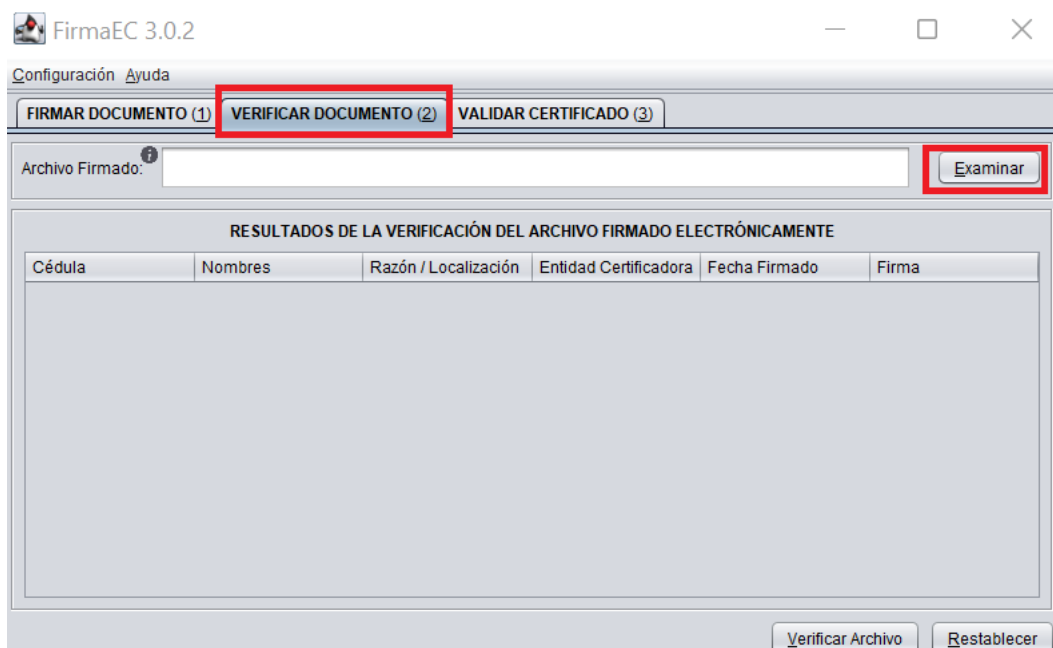 FirmaEC 3.0.2
Configuración Ayuda
FIRMAR DOCUMENTO (1) VERIFICAR DOCUMENTO (2) VALIDAR CERTIFICADO (3)
Archivo Firmado: i Examinar
RESULTADOS DE LA VERIFICACIÓN DEL ARCHIVO FIRMADO ELECTRÓNICAMENTE
Cédula Nombres Razón / Localización Entidad Certificadora Fecha Firmado Firma
Verificar Archivo Restablecer